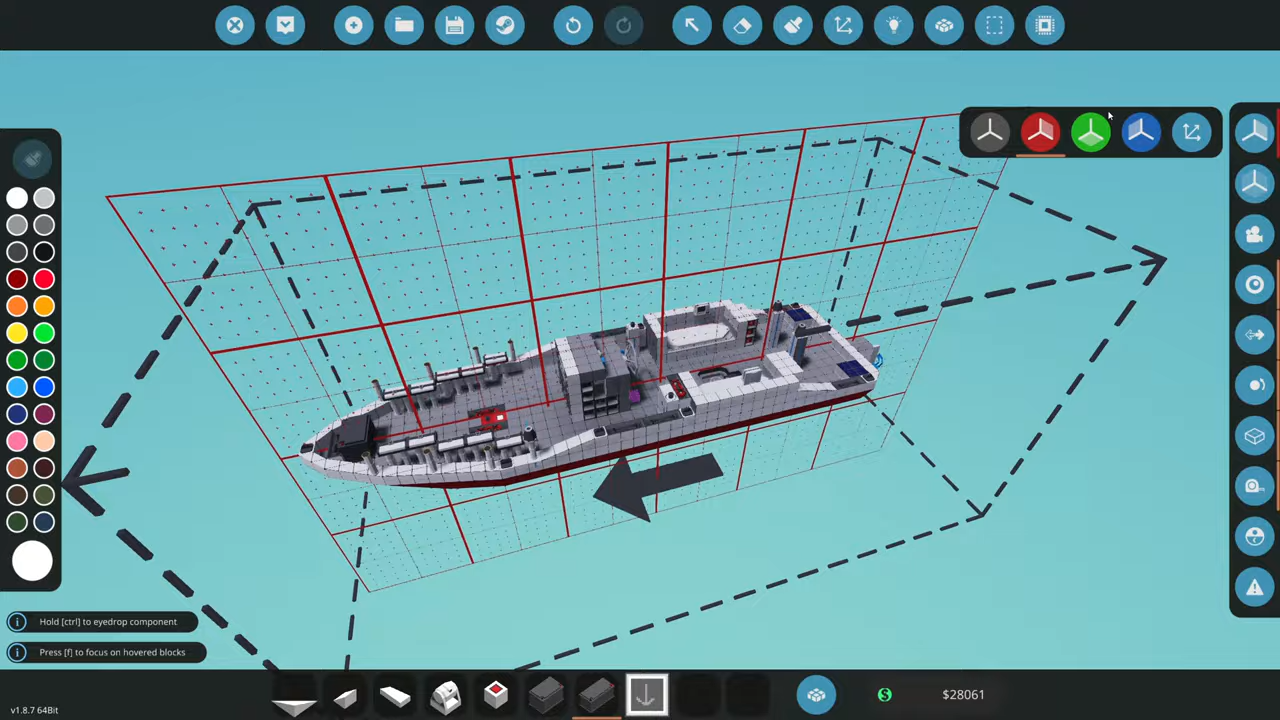 Hold [ctrl] to eyedrop component
Press [f] to focus on hovered blocks
$
$28061
v1.8.7 64Bit